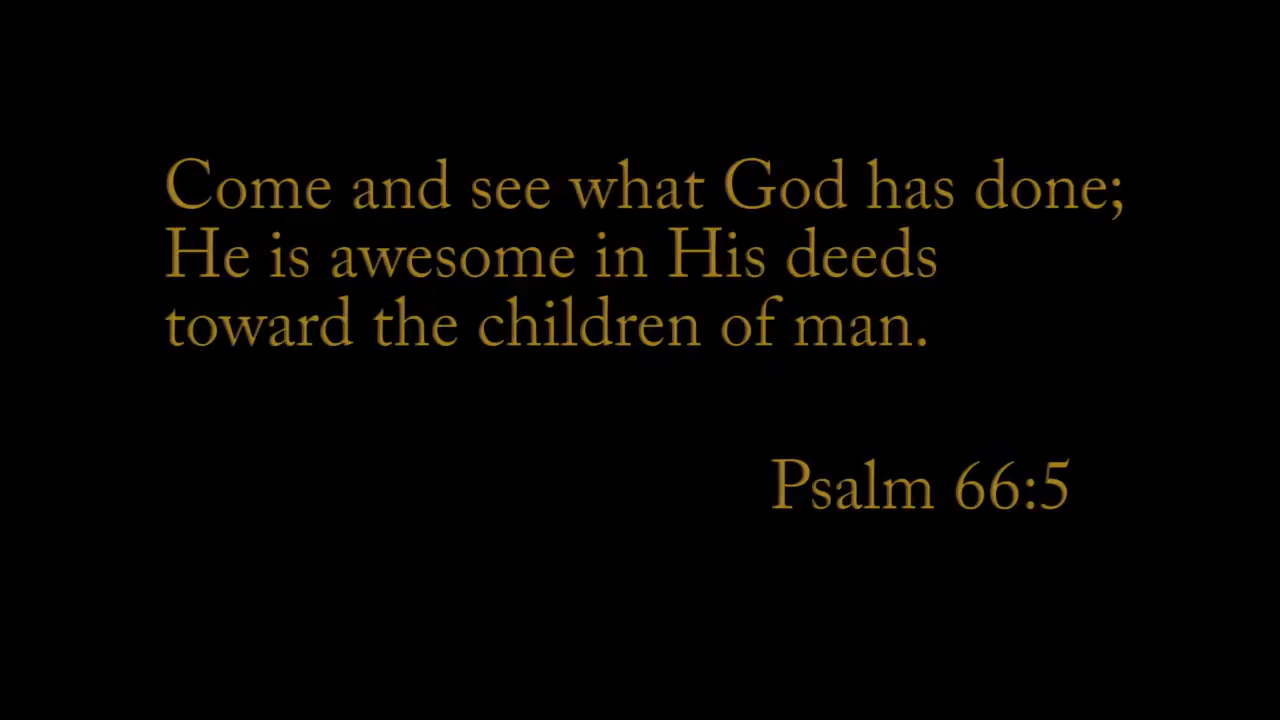 Come and see what God has done;
He is awesome in His deeds
toward the children of man.
Psalm 66:5